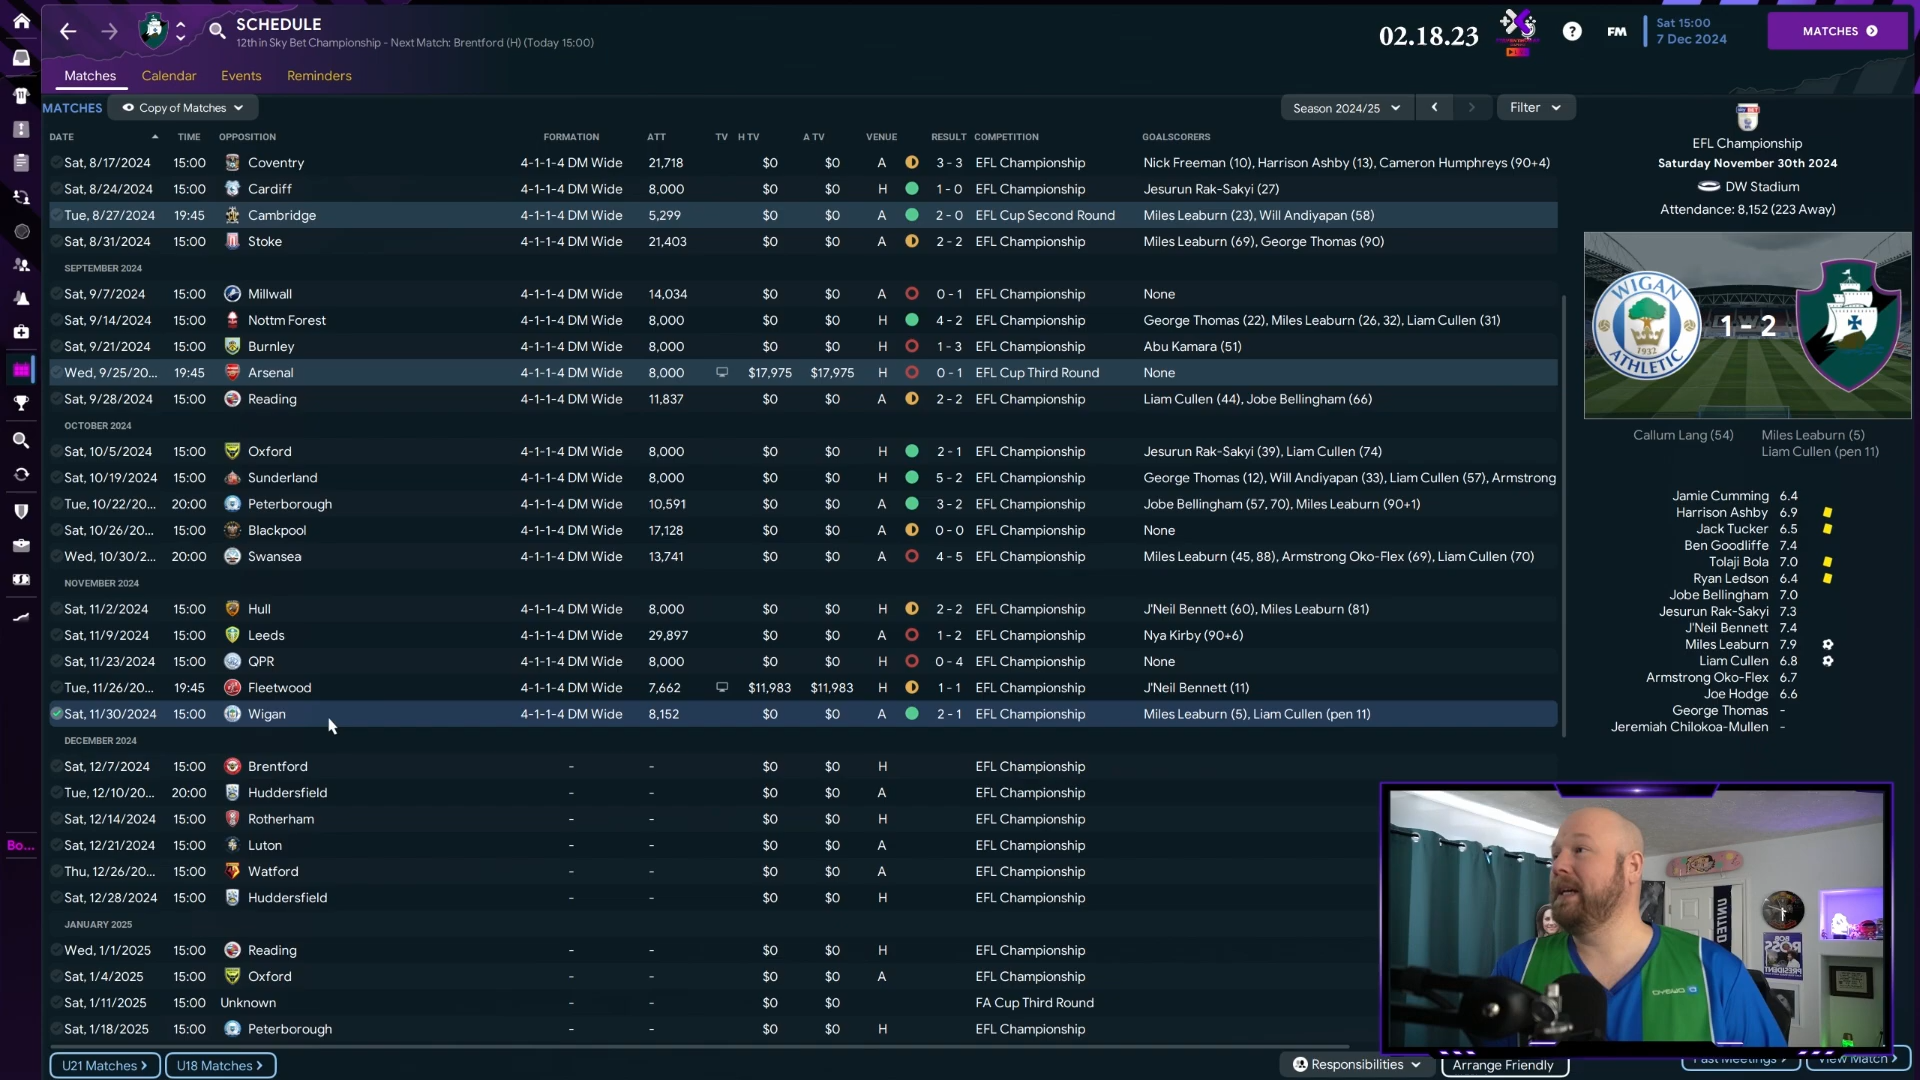 SCHEDULE
12th in Sky Bet Championship - Next Match: Brentford (H) (Today 15:00)
02.18.23
FM
Sat 15:00
7 Dec 2024
MATCHES
Matches Calendar Events Reminders
MATCHES Copy of Matches Season 2024/25 Filter
DATE TIME OPPOSITION FORMATION ATT TV H TV A TV VENUE RESULT COMPETITION GOALSCORERS
Sat, 8/17/2024 15:00 Coventry 4-1-1-4 DM Wide 21,718 $0 $0 A 3 - 3 EFL Championship Nick Freeman (10), Harrison Ashby (13), Cameron Humphreys (90+4)
Sat, 8/24/2024 15:00 Cardiff 4-1-1-4 DM Wide 8,000 $0 $0 H 1 - 0 EFL Championship Jesurun Rak-Sakyi (27)
Tue, 8/27/2024 19:45 Cambridge 4-1-1-4 DM Wide 5,299 $0 $0 A 2 - 0 EFL Cup Second Round Miles Leaburn (23), Will Andiyapan (58)
Sat, 8/31/2024 15:00 Stoke 4-1-1-4 DM Wide 21,403 $0 $0 A 2 - 2 EFL Championship Miles Leaburn (69), George Thomas (90)
SEPTEMBER 2024
Sat, 9/7/2024 15:00 Millwall 4-1-1-4 DM Wide 14,034 $0 $0 A 0 - 1 EFL Championship None
Sat, 9/14/2024 15:00 Nottm Forest 4-1-1-4 DM Wide 8,000 $0 $0 H 4 - 2 EFL Championship George Thomas (22), Miles Leaburn (26, 32), Liam Cullen (31)
Sat, 9/21/2024 15:00 Burnley 4-1-1-4 DM Wide 8,000 $0 $0 H 1 - 3 EFL Championship Abu Kamara (51)
Wed, 9/25/20... 19:45 Arsenal 4-1-1-4 DM Wide 8,000 $17,975 $17,975 H 0 - 1 EFL Cup Third Round None
Sat, 9/28/2024 15:00 Reading 4-1-1-4 DM Wide 11,837 $0 $0 A 2 - 2 EFL Championship Liam Cullen (44), Jobe Bellingham (66)
OCTOBER 2024
Sat, 10/5/2024 15:00 Oxford 4-1-1-4 DM Wide 8,000 $0 $0 H 2 - 1 EFL Championship Jesurun Rak-Sakyi (39), Liam Cullen (74)
Sat, 10/19/2024 15:00 Sunderland 4-1-1-4 DM Wide 8,000 $0 $0 H 5 - 2 EFL Championship George Thomas (12), Will Andiyapan (33), Liam Cullen (57), Armstrong
Tue, 10/22/20... 20:00 Peterborough 4-1-1-4 DM Wide 10,591 $0 $0 A 3 - 2 EFL Championship Jobe Bellingham (57, 70), Miles Leaburn (90+1)
Sat, 10/26/20... 15:00 Blackpool 4-1-1-4 DM Wide 17,128 $0 $0 A 0 - 0 EFL Championship None
Wed, 10/30/2... 20:00 Swansea 4-1-1-4 DM Wide 13,741 $0 $0 A 4 - 5 EFL Championship Miles Leaburn (45, 88), Armstrong Oko-Flex (69), Liam Cullen (70)
NOVEMBER 2024
Sat, 11/2/2024 15:00 Hull 4-1-1-4 DM Wide 8,000 $0 $0 H 2 - 2 EFL Championship J'Neil Bennett (60), Miles Leaburn (81)
Sat, 11/9/2024 15:00 Leeds 4-1-1-4 DM Wide 29,897 $0 $0 A 1 - 2 EFL Championship Nya Kirby (90+6)
Sat, 11/23/2024 15:00 QPR 4-1-1-4 DM Wide 8,000 $0 $0 H 0 - 4 EFL Championship None
Tue, 11/26/20... 19:45 Fleetwood 4-1-1-4 DM Wide 7,662 $11,983 $11,983 H 1 - 1 EFL Championship J'Neil Bennett (11)
Sat, 11/30/2024 15:00 Wigan 4-1-1-4 DM Wide 8,152 $0 $0 A 2 - 1 EFL Championship Miles Leaburn (5), Liam Cullen (pen 11)
DECEMBER 2024
Sat, 12/7/2024 15:00 Brentford - - $0 $0 H EFL Championship
Tue, 12/10/20... 20:00 Huddersfield - - $0 $0 A EFL Championship
Sat, 12/14/2024 15:00 Rotherham - - $0 $0 H EFL Championship
Sat, 12/21/2024 15:00 Luton - - $0 $0 A EFL Championship
Thu, 12/26/20... 15:00 Watford - - $0 $0 A EFL Championship
Sat, 12/28/2024 15:00 Huddersfield - - $0 $0 H EFL Championship
JANUARY 2025
Wed, 1/1/2025 15:00 Reading - - $0 $0 H EFL Championship
Sat, 1/4/2025 15:00 Oxford - - $0 $0 A EFL Championship
Sat, 1/11/2025 15:00 Unknown - - $0 $0 FA Cup Third Round
Sat, 1/18/2025 15:00 Peterborough - - $0 $0 H EFL Championship
EFL Championship
Saturday November 30th 2024
DW Stadium
Attendance: 8,152 (223 Away)
WIGAN
1932
ATHLETIC
1 - 2
Callum Lang (54) Miles Leaburn (5)
Liam Cullen (pen 11)
Jamie Cumming 6.4
Harrison Ashby 6.9
Jack Tucker 6.5
Ben Goodliffe 7.4
Tolaji Bola 7.0
Ryan Ledson 6.4
Jobe Bellingham 7.0
Jesurun Rak-Sakyi 7.3
J'Neil Bennett 7.4
Miles Leaburn 7.9
Liam Cullen 6.8
Armstrong Oko-Flex 6.7
Joe Hodge 6.6
George Thomas -
Jeremiah Chilokoa-Mullen -
Bo...
UNITED
BOB
ROSS
PRESIDENT
U21 Matches U18 Matches Responsibilities Arrange Friendly Past Meetings View Match